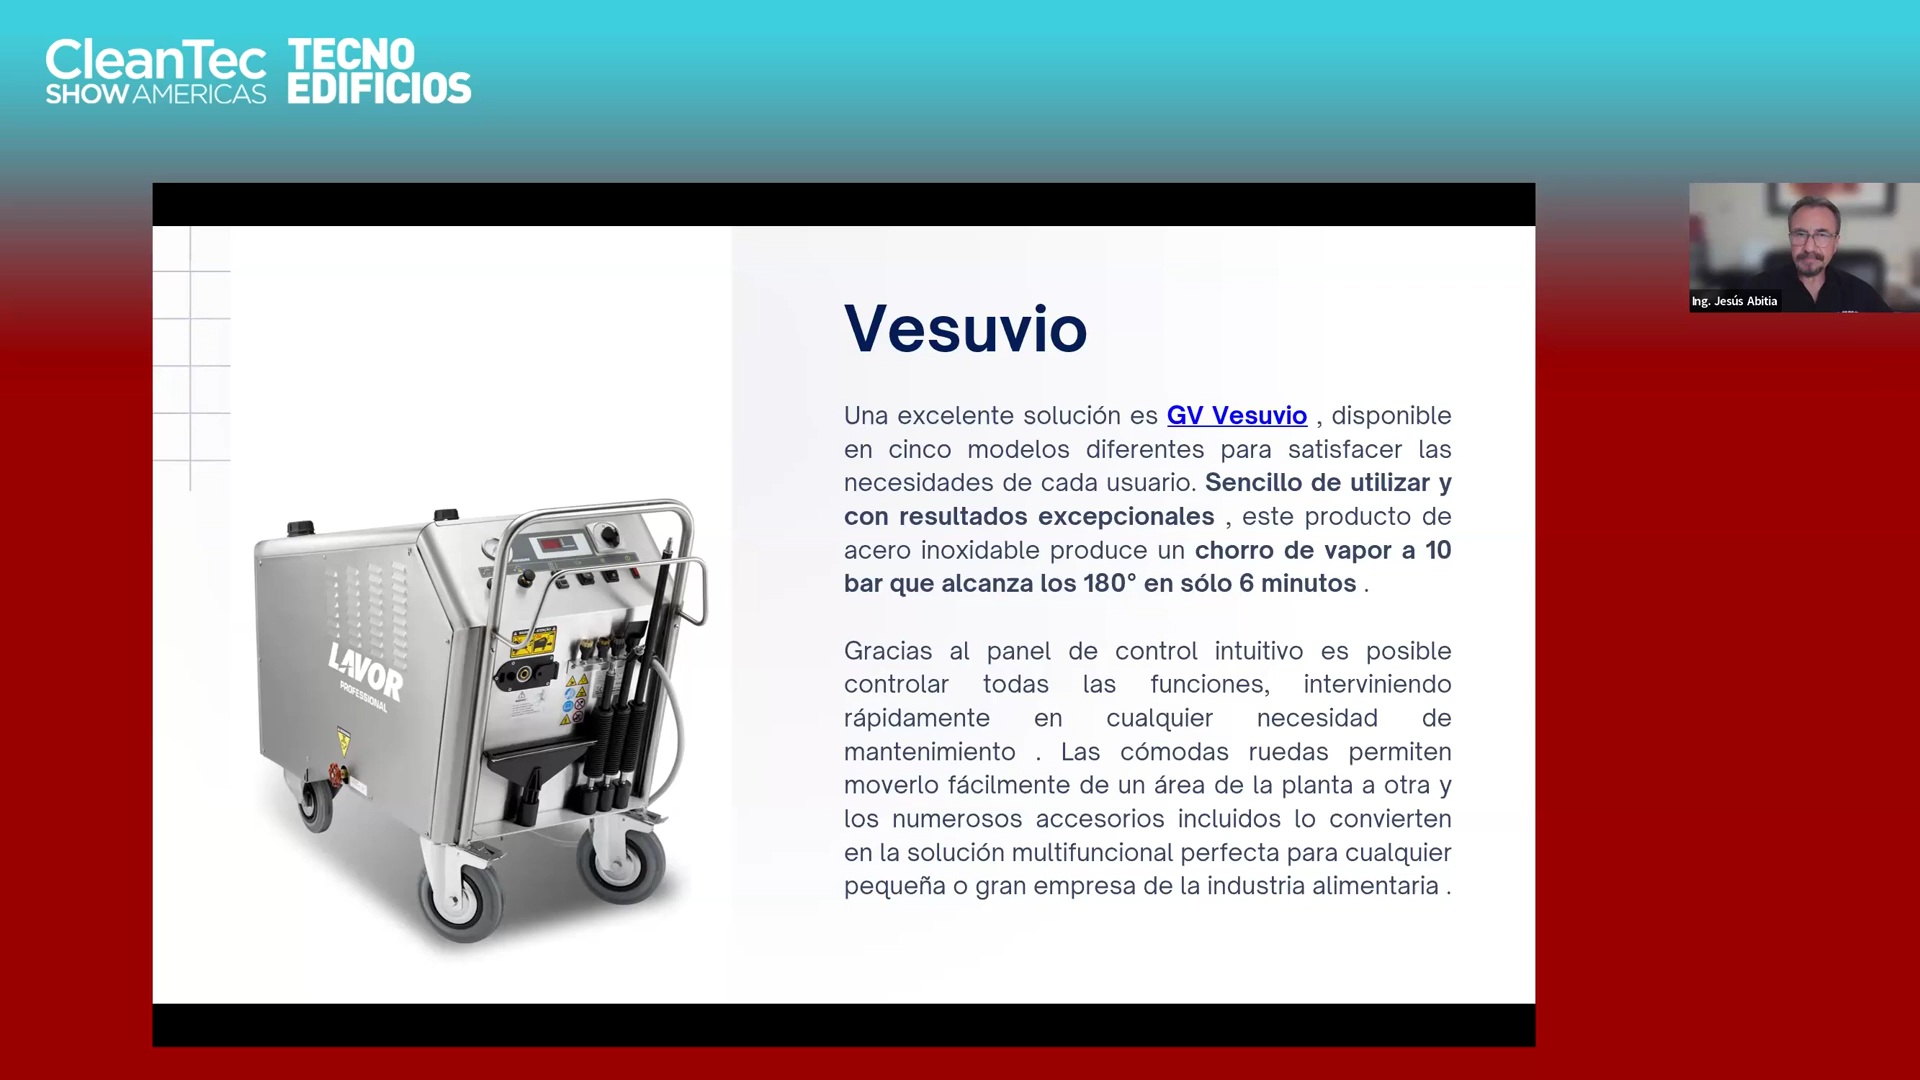 CleanTec
SHOW AMERICAS
TECNO
EDIFICIOS
Ing. Jesús Abitia
Vesuvio
Una excelente solución es GV Vesuvio , disponible
en cinco modelos diferentes para satisfacer las
necesidades de cada usuario. Sencillo de utilizar y
con resultados excepcionales , este producto de
acero inoxidable produce un chorro de vapor a 10
bar que alcanza los 180° en sólo 6 minutos .
Gracias al panel de control intuitivo es posible
controlar todas las funciones, interviniendo
rápidamente en cualquier necesidad de
mantenimiento . Las cómodas ruedas permiten
moverlo fácilmente de un área de la planta a otra y
los numerosos accesorios incluidos lo convierten
en la solución multifuncional perfecta para cualquier
pequeña o gran empresa de la industria alimentaria .
LAVOR
PROFESSIONAL